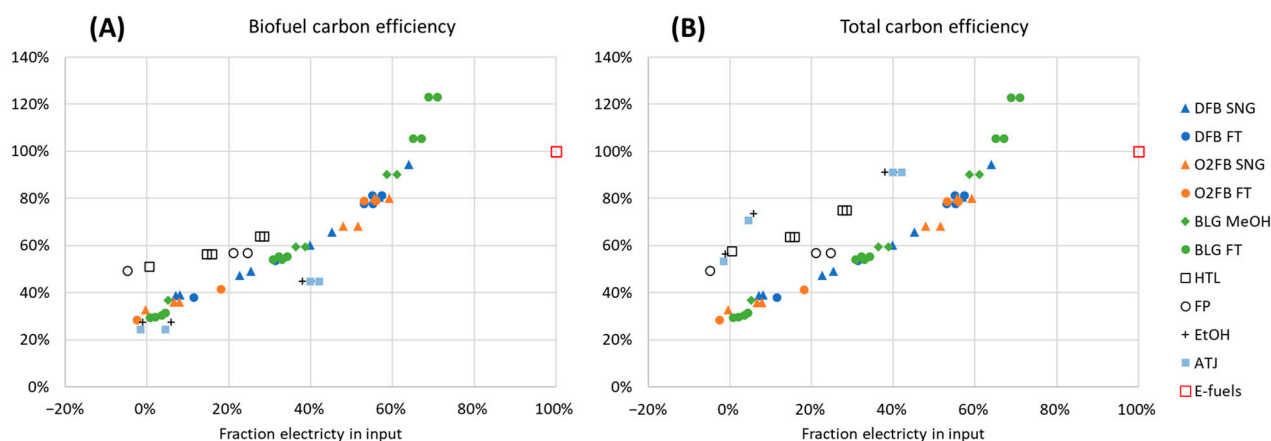 (A) Biofuel carbon efficiency
140%
120%
100%
80%
60%
40%
20%
0%
−20% 0% 20% 40% 60% 80% 100%
Fraction electricty in input
(B) Total carbon efficiency
140%
120%
100%
80%
60%
40%
20%
0%
−20% 0% 20% 40% 60% 80% 100%
Fraction electricty in input
DFB SNG
DFB FT
O2FB SNG
O2FB FT
BLG MeOH
BLG FT
HTL
FP
EtOH
ATJ
E-fuels